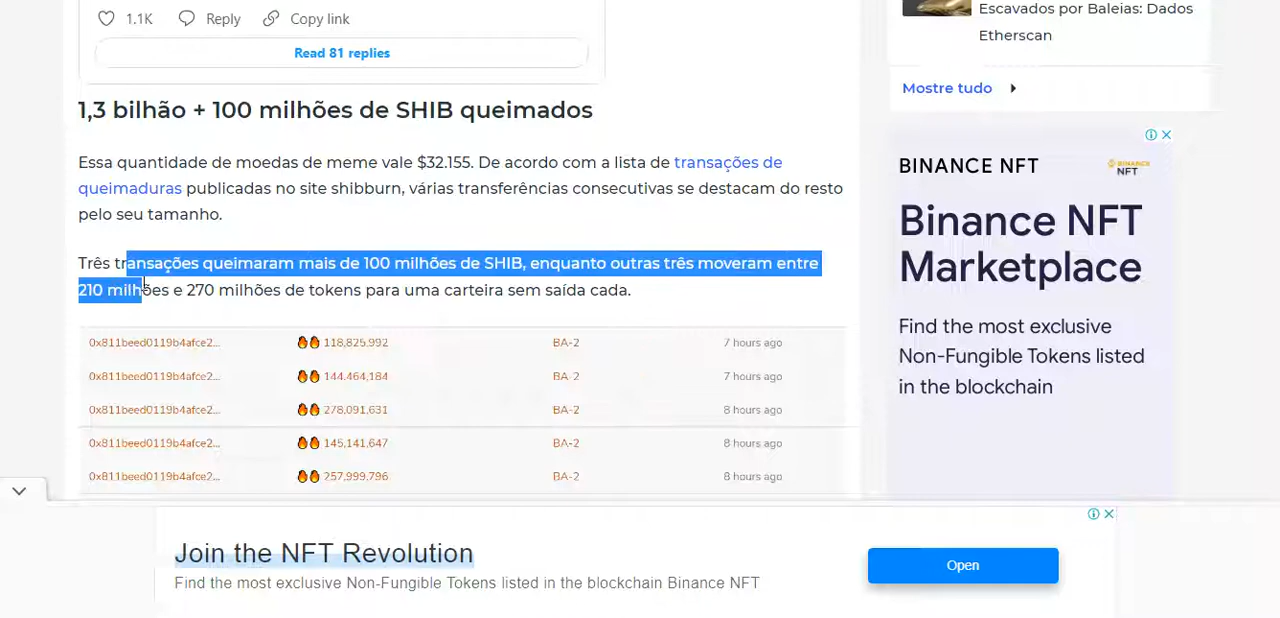 1.1K Reply Copy link
Read 81 replies
1,3 bilhão + 100 milhões de SHIB queimados
Essa quantidade de moedas de meme vale $32.155. De acordo com a lista de transações de
queimaduras publicadas no site shibburn, várias transferências consecutivas se destacam do resto
pelo seu tamanho.
Três transações queimaram mais de 100 milhões de SHIB, enquanto outras três moveram entre
210 milhões e 270 milhões de tokens para uma carteira sem saída cada.
0x811beed0119b4afce2... 118,825,992 BA-2 7 hours ago
0x811beed0119b4afce2... 144,464,184 BA-2 7 hours ago
0x811beed0119b4afce2... 278,091,631 BA-2 8 hours ago
0x811beed0119b4afce2... 145,141,647 BA-2 8 hours ago
0x811beed0119b4afce2... 257,999,796 BA-2 8 hours ago
Escavados por Baleias: Dados
Etherscan
Mostre tudo
BINANCE NFT
BINANCE
NFT
Binance NFT
Marketplace
Find the most exclusive
Non-Fungible Tokens listed
in the blockchain
Join the NFT Revolution
Find the most exclusive Non-Fungible Tokens listed in the blockchain Binance NFT
Open